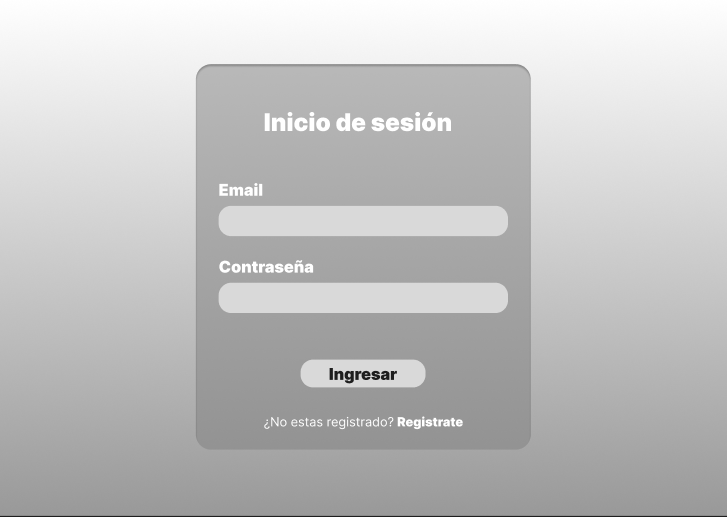 Inicio de sesión
Email
Contraseña
Ingresar
¿No estas registrado? Registrate